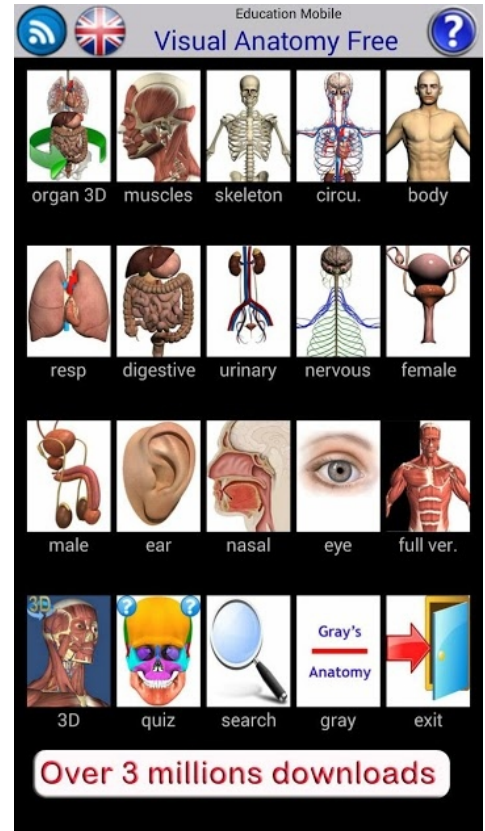 Education Mobile
Visual Anatomy Free
?
organ 3D muscles skeleton circu. body
resp digestive urinary nervous female
male ear nasal eye full ver.
3D
? ?
Gray's
Anatomy
3D quiz search gray exit
Over 3 millions downloads